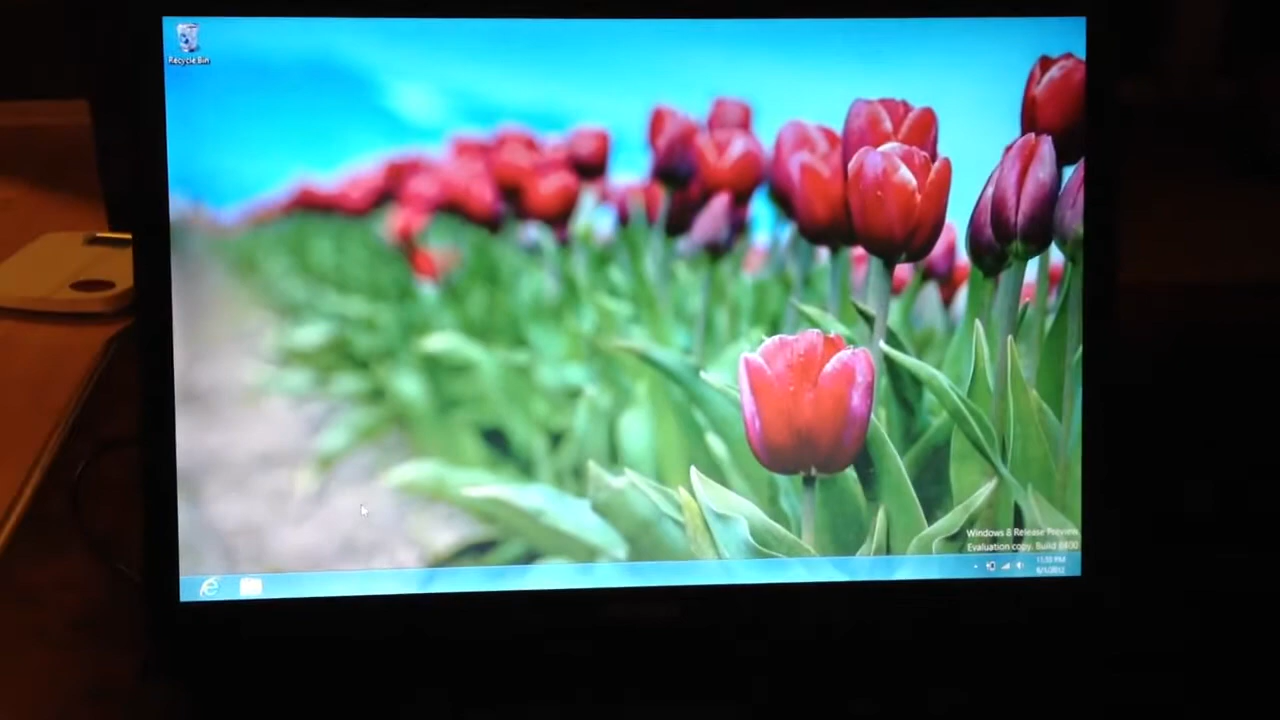 Recycle Bin
Windows 8 Release Preview
Evaluation copy. Build 8400